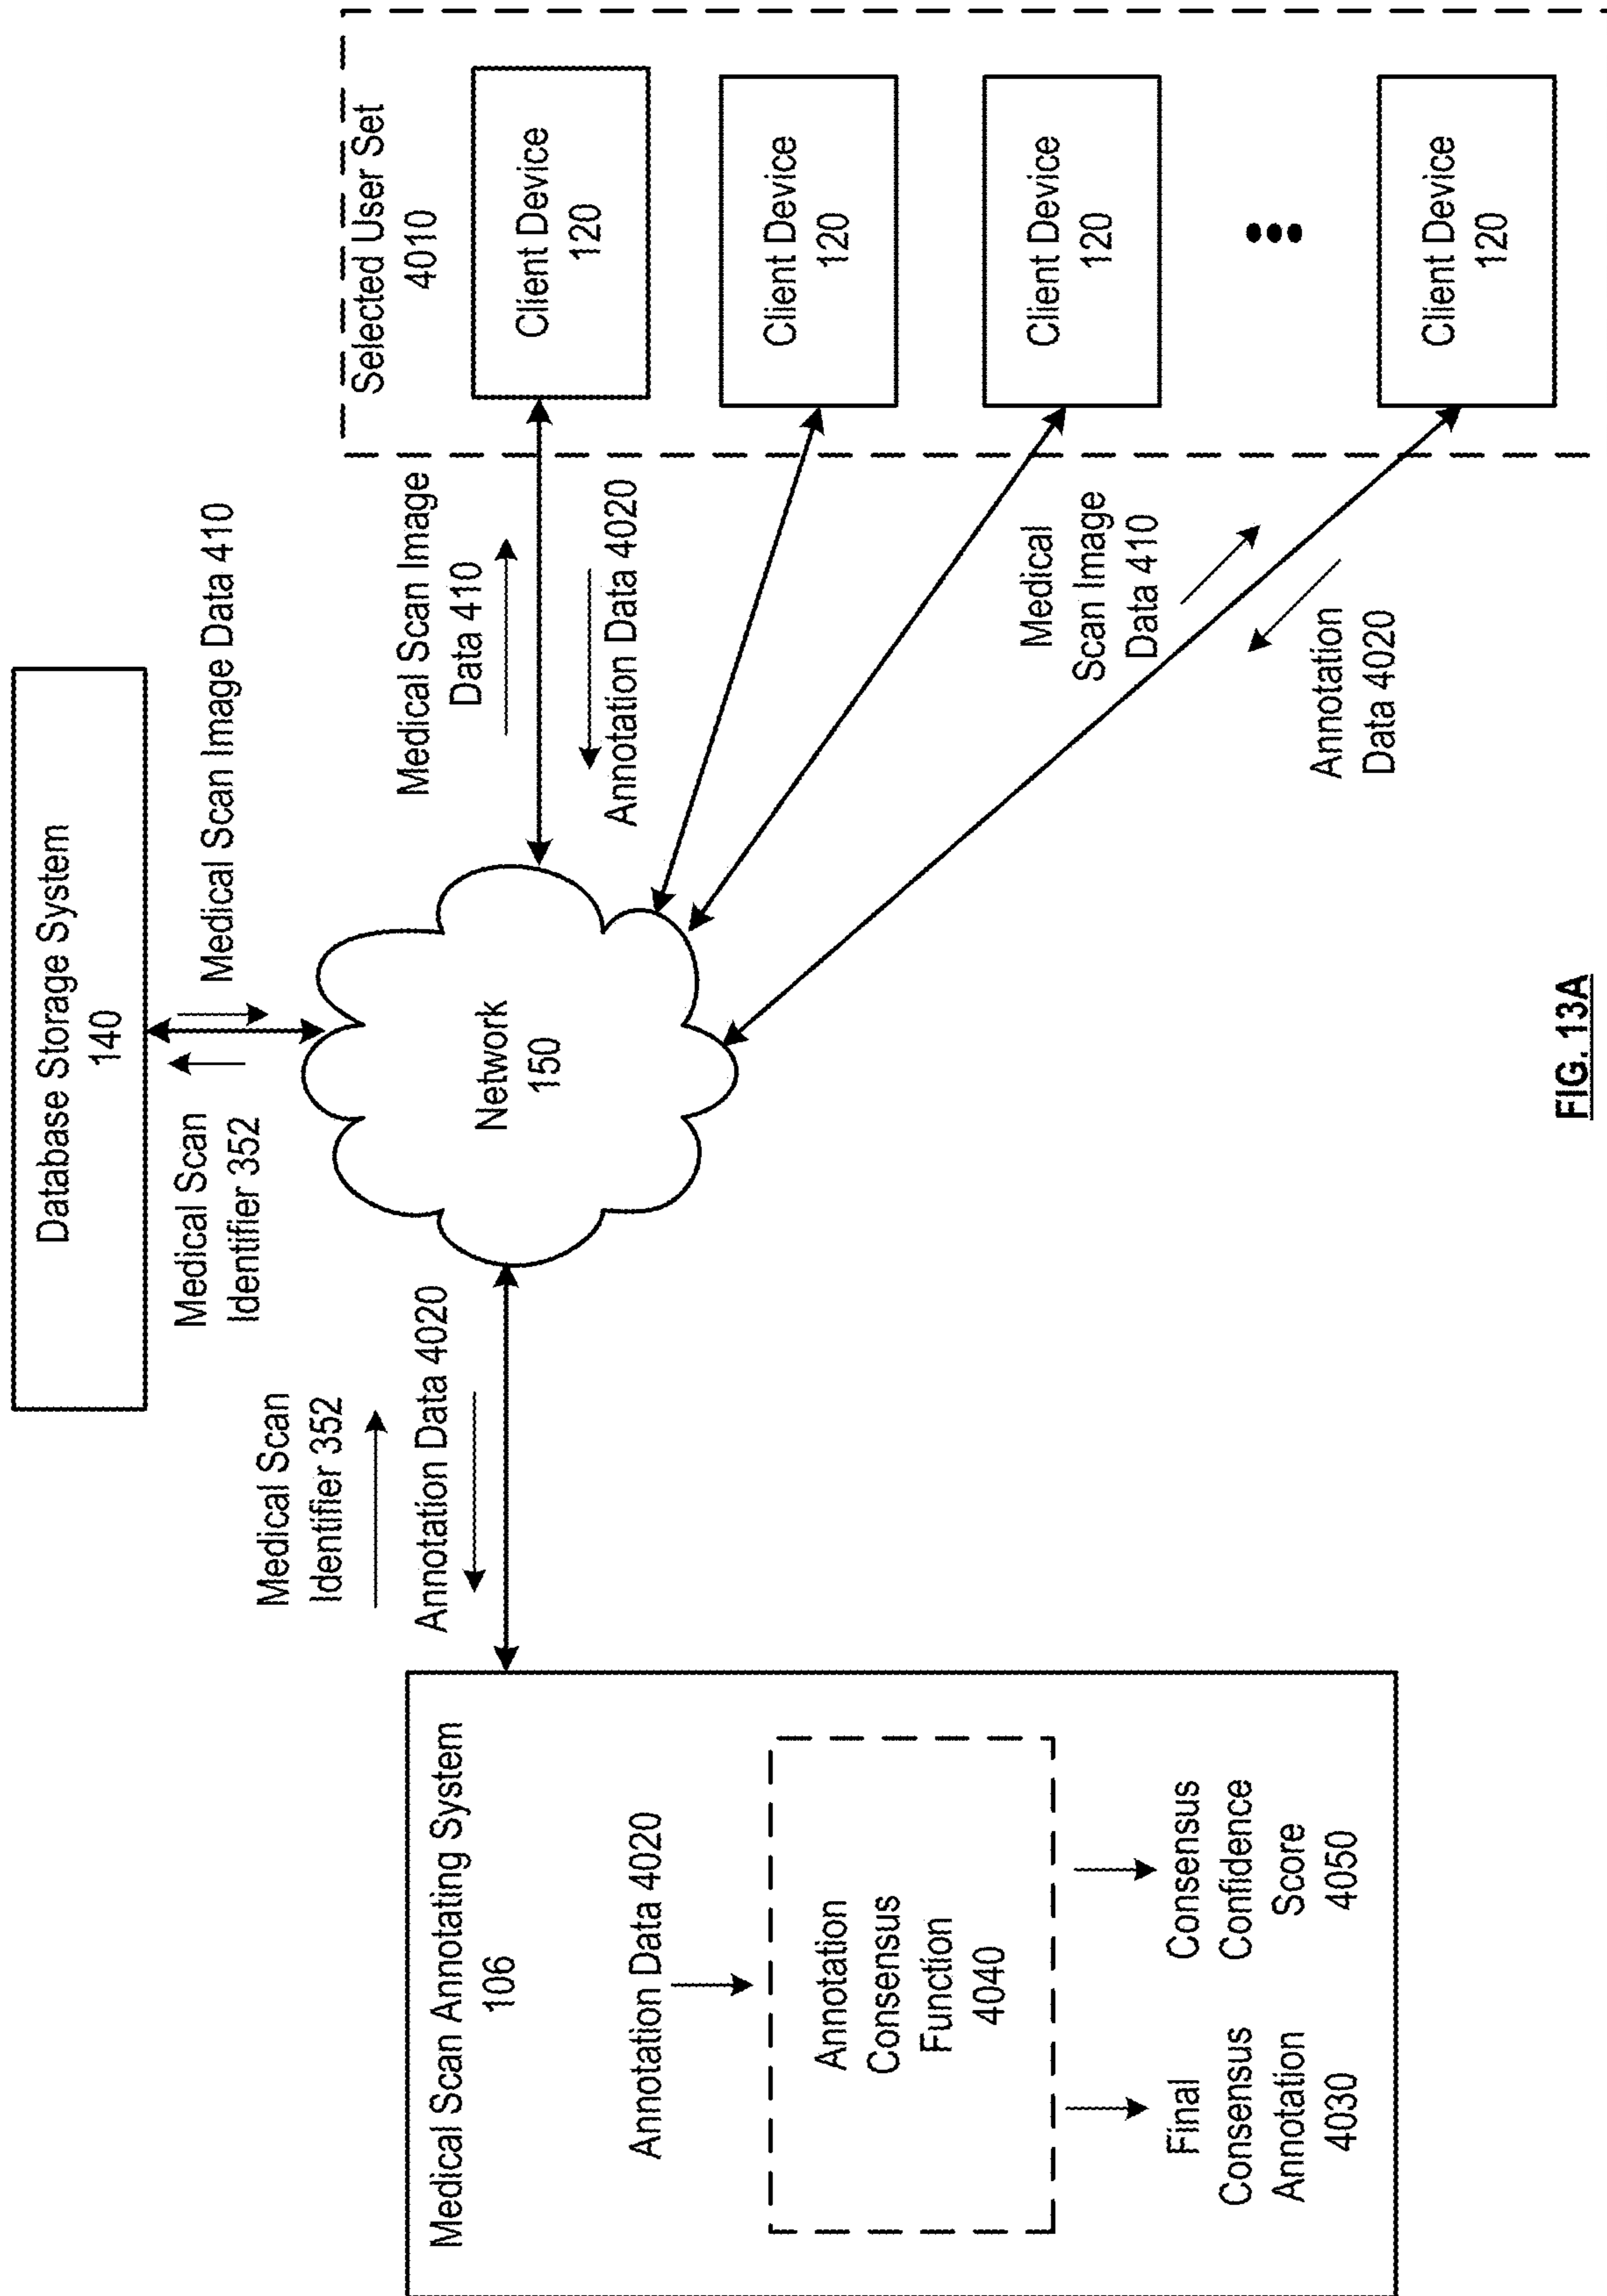 Database Storage System
140
Medical Scan
Identifier 352
Medical Scan Image Data 410
Medical Scan
Identifier 352
Annotation Data 4020
Network
150
Medical Scan Image
Data 410
Annotation Data 4020
Medical
Scan Image
Data 410
Annotation
Data 4020
Selected User Set
4010
Client Device
120
Client Device
120
Client Device
120
Client Device
120
Medical Scan Annotating System
106
Annotation Data 4020
Annotation
Consensus
Function
4040
Final
Consensus
Annotation
4030
Consensus
Confidence
Score
4050
FIG. 13A